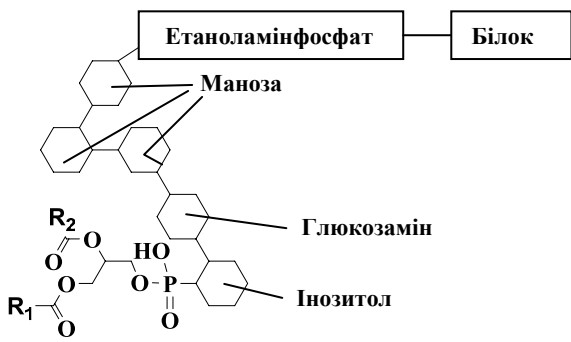 Етаноламінфосфат
Білок
Маноза
Глюкозамін
Інозитол
R2
O
O
HO
O
O
P
R1
O
O